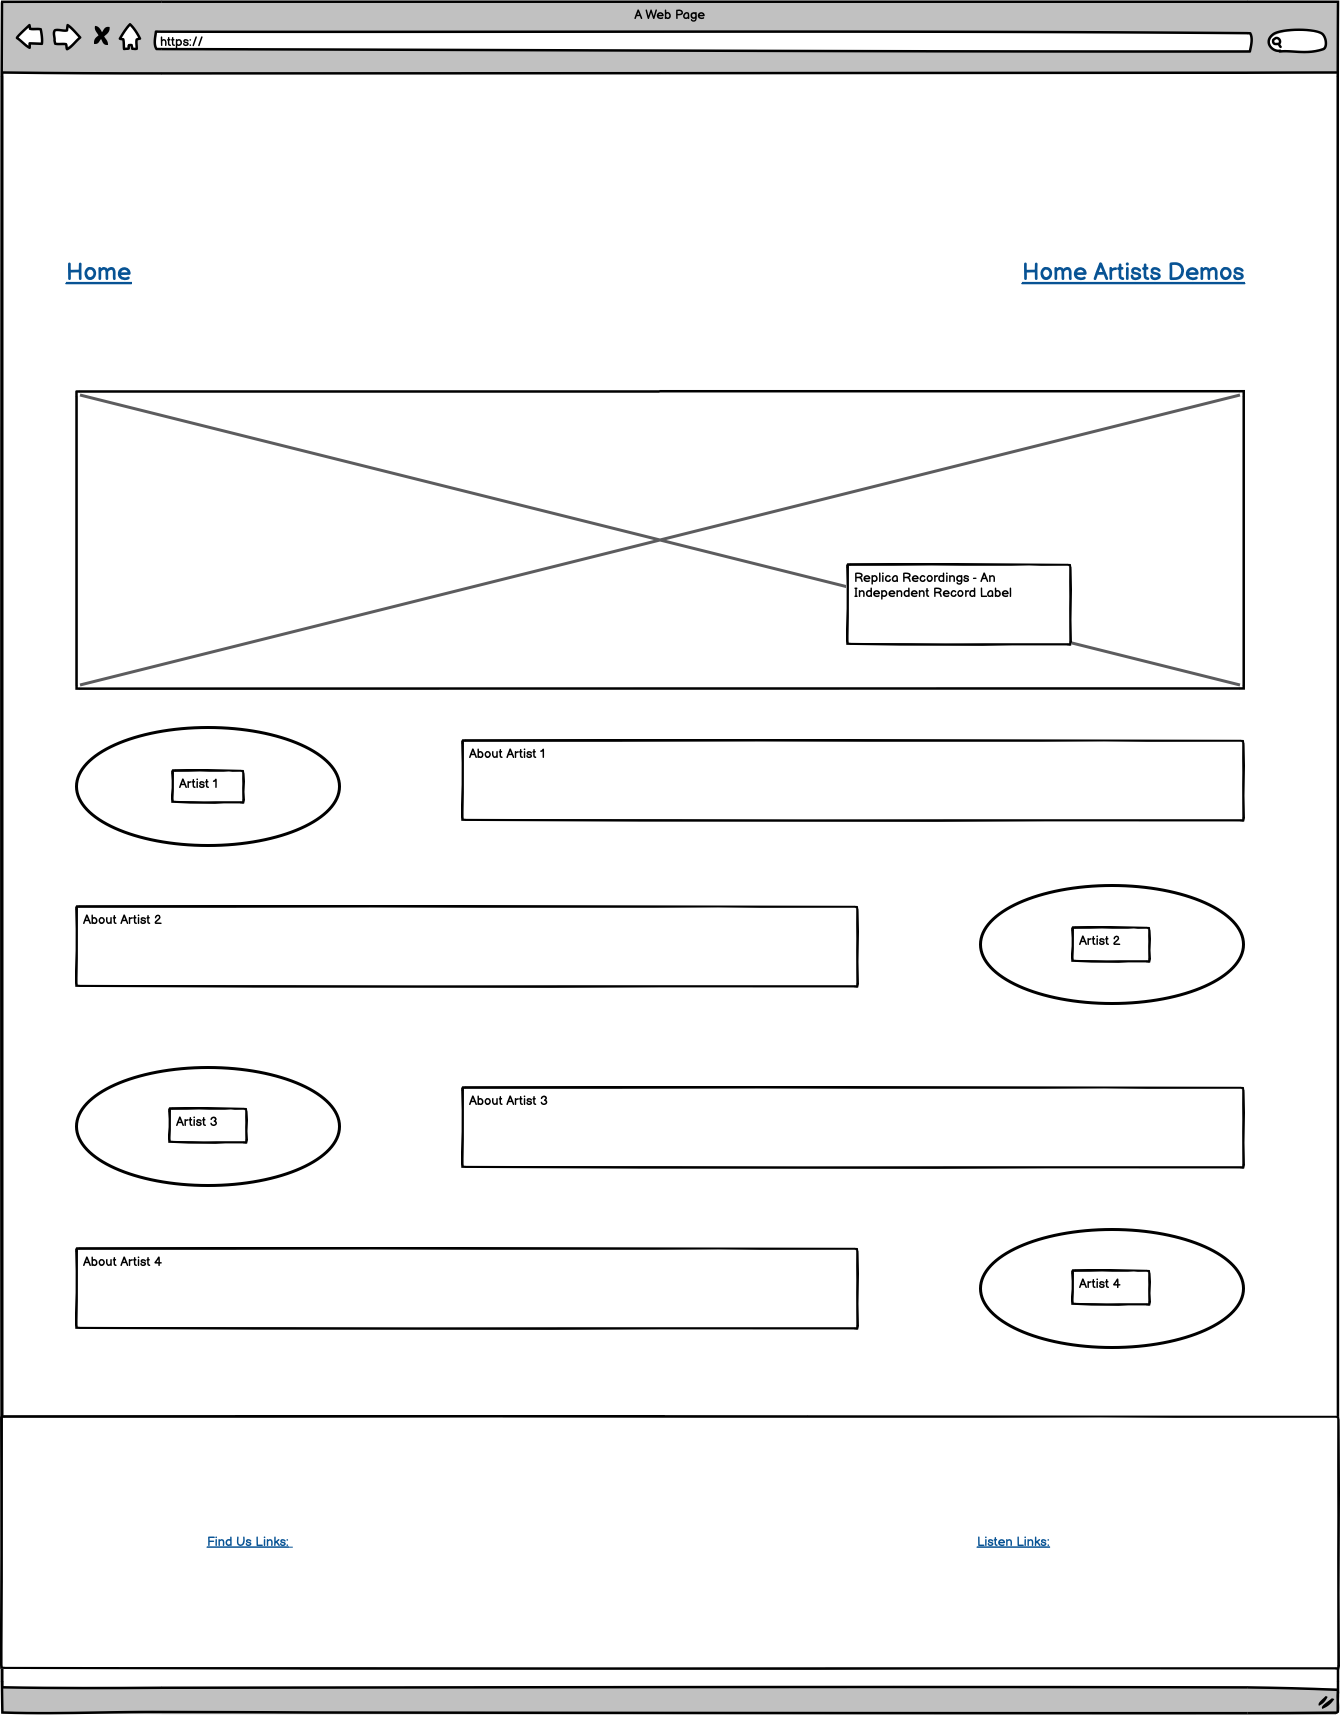 A Web Page
https://
Home
Home Artists Demos
Replica Recordings - An
Independent Record Label
Artist 1
About Artist 1
About Artist 2
Artist 2
Artist 3
About Artist 3
About Artist 4
Artist 4
Find Us Links:
Listen Links: